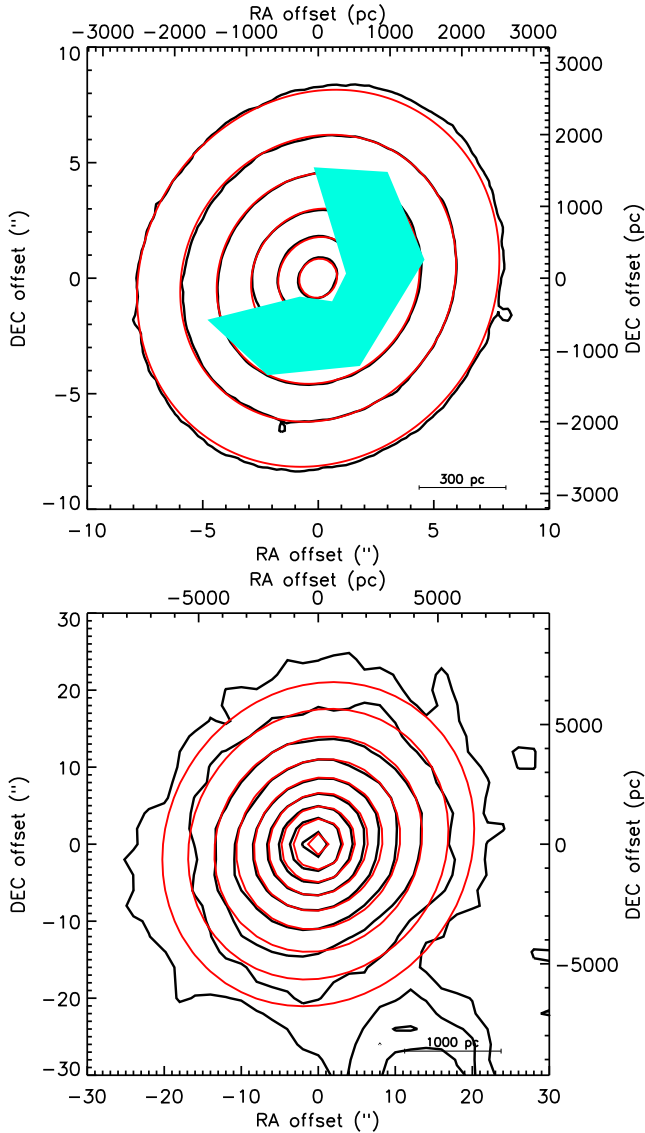 RA offset (pc)
−3000 −2000 −1000 0 1000 2000 3000
10
5
0
−5
−10
DEC offset (")
3000
2000
1000
0
−1000
−2000
−3000
DEC offset (pc)
300 pc
−10 −5 0 5 10
RA offset (")
RA offset (pc)
−5000 0 5000
30
20
10
0
−10
−20
−30
DEC offset (")
5000
0
−5000
DEC offset (pc)
1000 pc
−30 −20 −10 0 10 20 30
RA offset (")